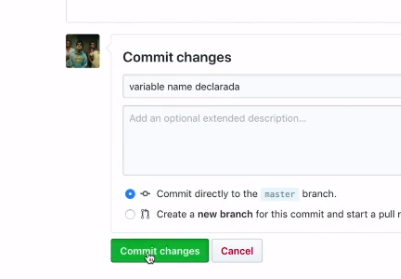 Commit changes
variable name declarada
Add an optional extended description...
Commit directly to the master branch.
Create a new branch for this commit and start a pull
Commit changes
Cancel